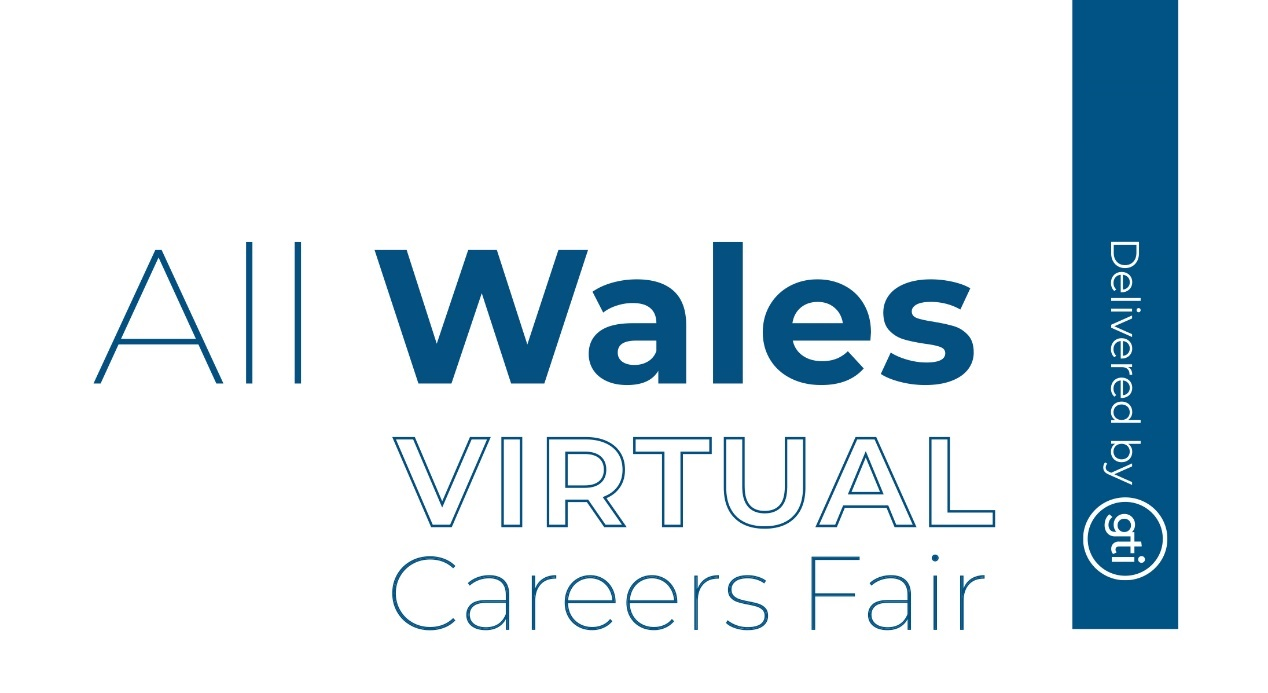 All Wales
VIRTUAL
Careers Fair
Delivered by gti